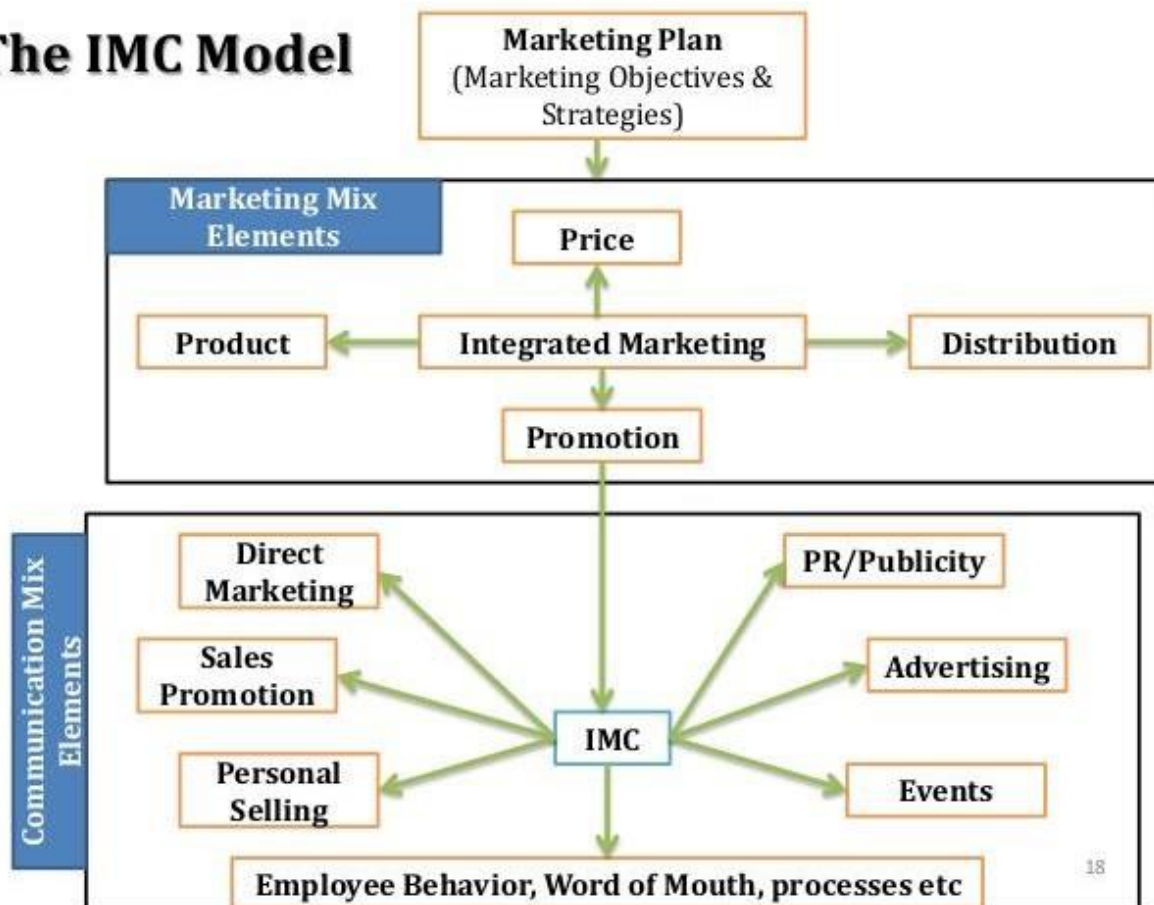 The IMC Model
Marketing Plan
(Marketing Objectives &
Strategies)
Marketing Mix
Elements
Price
Product
Integrated Marketing
Distribution
Promotion
Communication Mix
Elements
Direct
Marketing
PR/Publicity
Sales
Promotion
Advertising
IMC
Personal
Selling
Events
Employee Behavior, Word of Mouth, processes etc
18